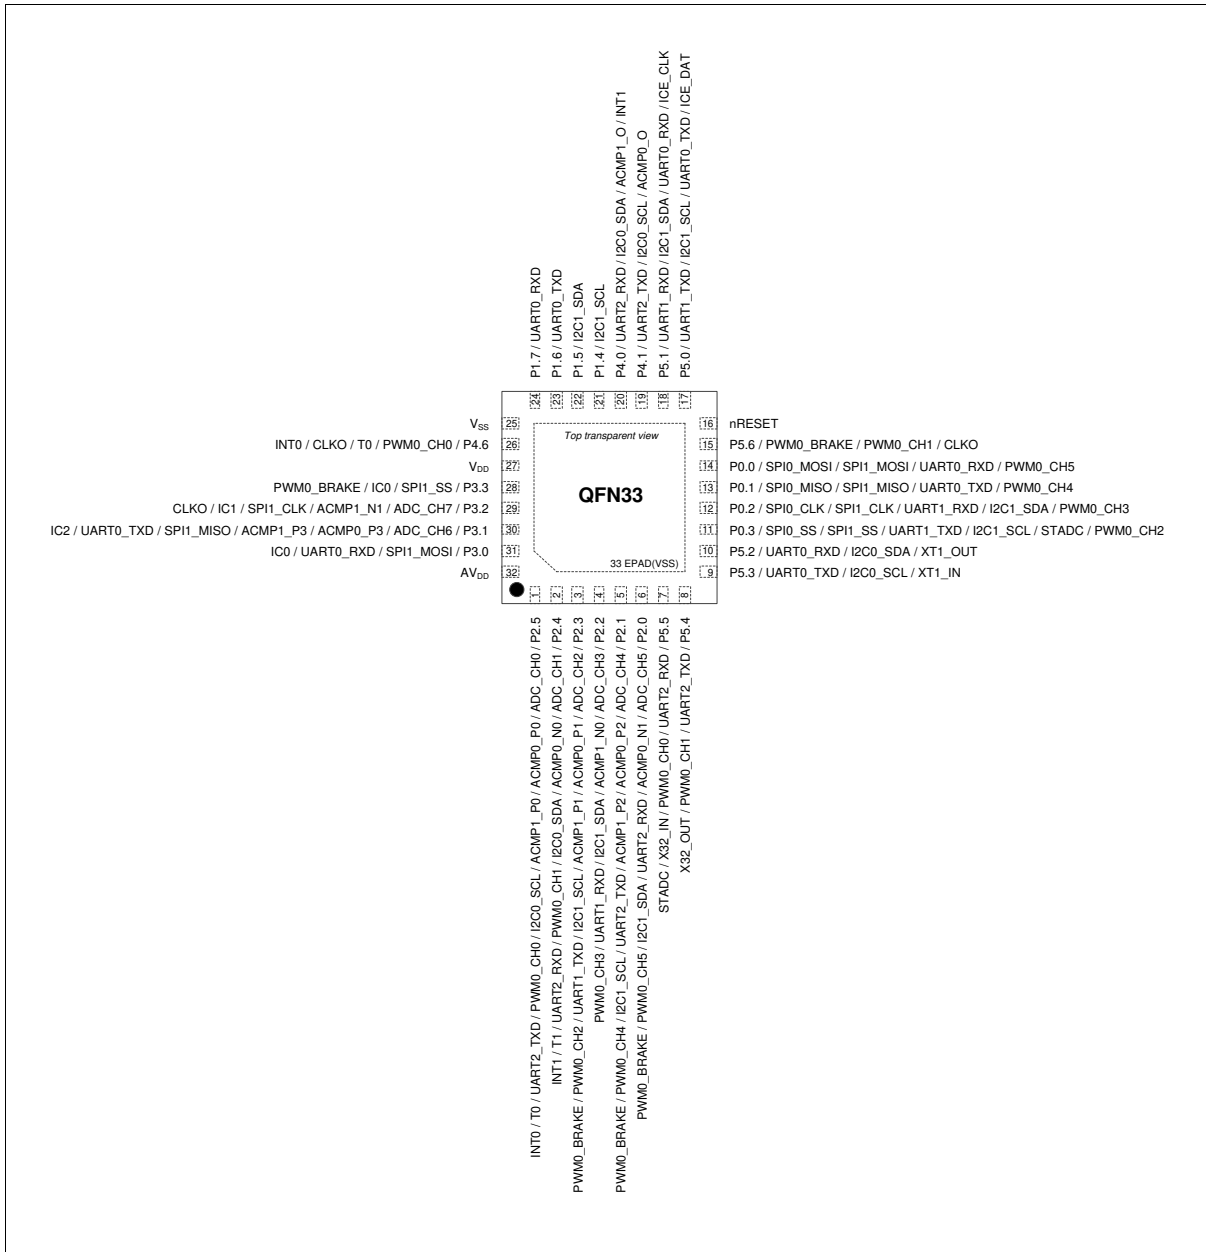 P1.7 / UART0_RXD
P1.6 / UART0_TXD
P1.5 / I2C1_SDA
P1.4 / I2C1_SCL
P4.0 / UART2_RXD / I2C0_SDA / ACMP1_O / INT1
P4.1 / UART2_TXD / I2C0_SCL / ACMP0_O
P5.1 / UART1_RXD / I2C1_SDA / UART0_RXD / ICE_CLK
P5.0 / UART1_TXD / I2C1_SCL / UART0_TXD / ICE_DAT
24 23 22 21 20 19 18 17
VSS 25
INT0 / CLKO / T0 / PWM0_CH0 / P4.6 26
VDD 27
PWM0_BRAKE / IC0 / SPI1_SS / P3.3 28
CLKO / IC1 / SPI1_CLK / ACMP1_N1 / ADC_CH7 / P3.2 29
IC2 / UART0_TXD / SPI1_MISO / ACMP1_P3 / ACMP0_P3 / ADC_CH6 / P3.1 30
IC0 / UART0_RXD / SPI1_MOSI / P3.0 31
AVDD 32
Top transparent view
QFN33
33 EPAD(VSS)
16 nRESET
15 P5.6 / PWM0_BRAKE / PWM0_CH1 / CLKO
14 P0.0 / SPI0_MOSI / SPI1_MOSI / UART0_RXD / PWM0_CH5
13 P0.1 / SPI0_MISO / SPI1_MISO / UART0_TXD / PWM0_CH4
12 P0.2 / SPI0_CLK / SPI1_CLK / UART1_RXD / I2C1_SDA / PWM0_CH3
11 P0.3 / SPI0_SS / SPI1_SS / UART1_TXD / I2C1_SCL / STADC / PWM0_CH2
10 P5.2 / UART0_RXD / I2C0_SDA / XT1_OUT
9 P5.3 / UART0_TXD / I2C0_SCL / XT1_IN
1 2 3 4 5 6 7 8
INT0 / T0 / UART2_TXD / PWM0_CH0 / I2C0_SCL / ACMP1_P0 / ACMP0_P0 / ADC_CH0 / P2.5
INT1 / T1 / UART2_RXD / PWM0_CH1 / I2C0_SDA / ACMP0_N0 / ADC_CH1 / P2.4
PWM0_BRAKE / PWM0_CH2 / UART1_TXD / I2C1_SCL / ACMP1_P1 / ACMP0_P1 / ADC_CH2 / P2.3
PWM0_CH3 / UART1_RXD / I2C1_SDA / ACMP1_N0 / ADC_CH3 / P2.2
PWM0_BRAKE / PWM0_CH4 / I2C1_SCL / UART2_TXD / ACMP1_P2 / ACMP0_P2 / ADC_CH4 / P2.1
PWM0_BRAKE / PWM0_CH5 / I2C1_SDA / UART2_RXD / ACMP0_N1 / ADC_CH5 / P2.0
STADC / X32_IN / PWM0_CH0 / UART2_RXD / P5.5
X32_OUT / PWM0_CH1 / UART2_TXD / P5.4